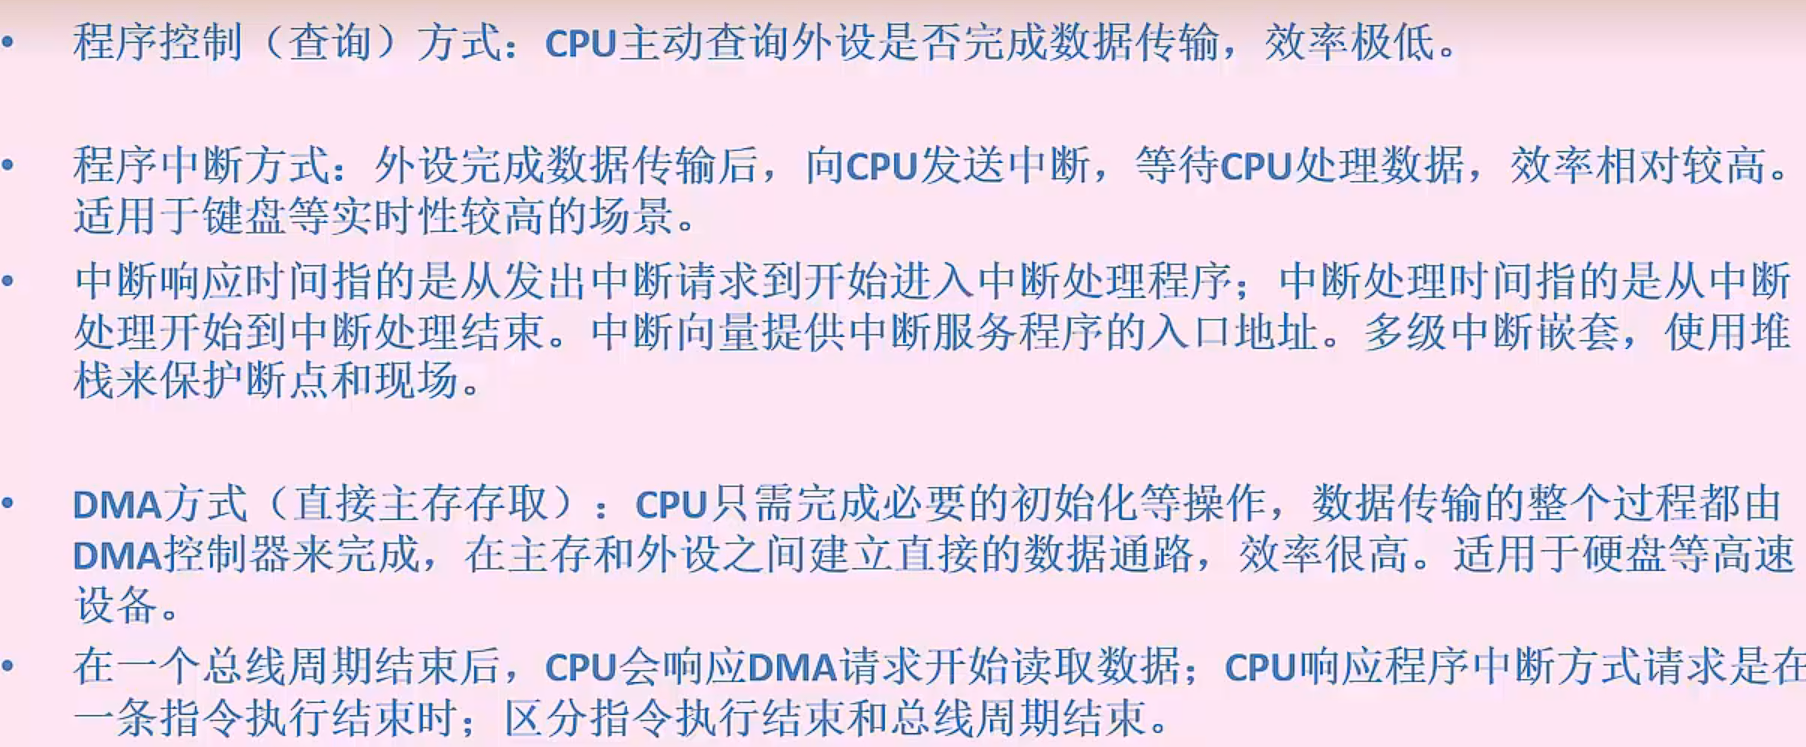 • 程序控制（查询）方式：CPU主动查询外设是否完成数据传输，效率极低。
• 程序中断方式：外设完成数据传输后，向CPU发送中断，等待CPU处理数据，效率相对较高。
适用于键盘等实时性较高的场景。
• 中断响应时间指的是从发出中断请求到开始进入中断处理程序；中断处理时间指的是从中断
处理开始到中断处理结束。中断向量提供中断服务程序的入口地址。多级中断嵌套，使用堆
栈来保护断点和现场。
• DMA方式（直接主存存取）：CPU只需完成必要的初始化等操作，数据传输的整个过程都由
DMA控制器来完成，在主存和外设之间建立直接的数据通路，效率很高。适用于硬盘等高速
设备。
• 在一个总线周期结束后，CPU会响应DMA请求开始读取数据；CPU响应程序中断方式请求是在
一条指令执行结束时；区分指令执行结束和总线周期结束。